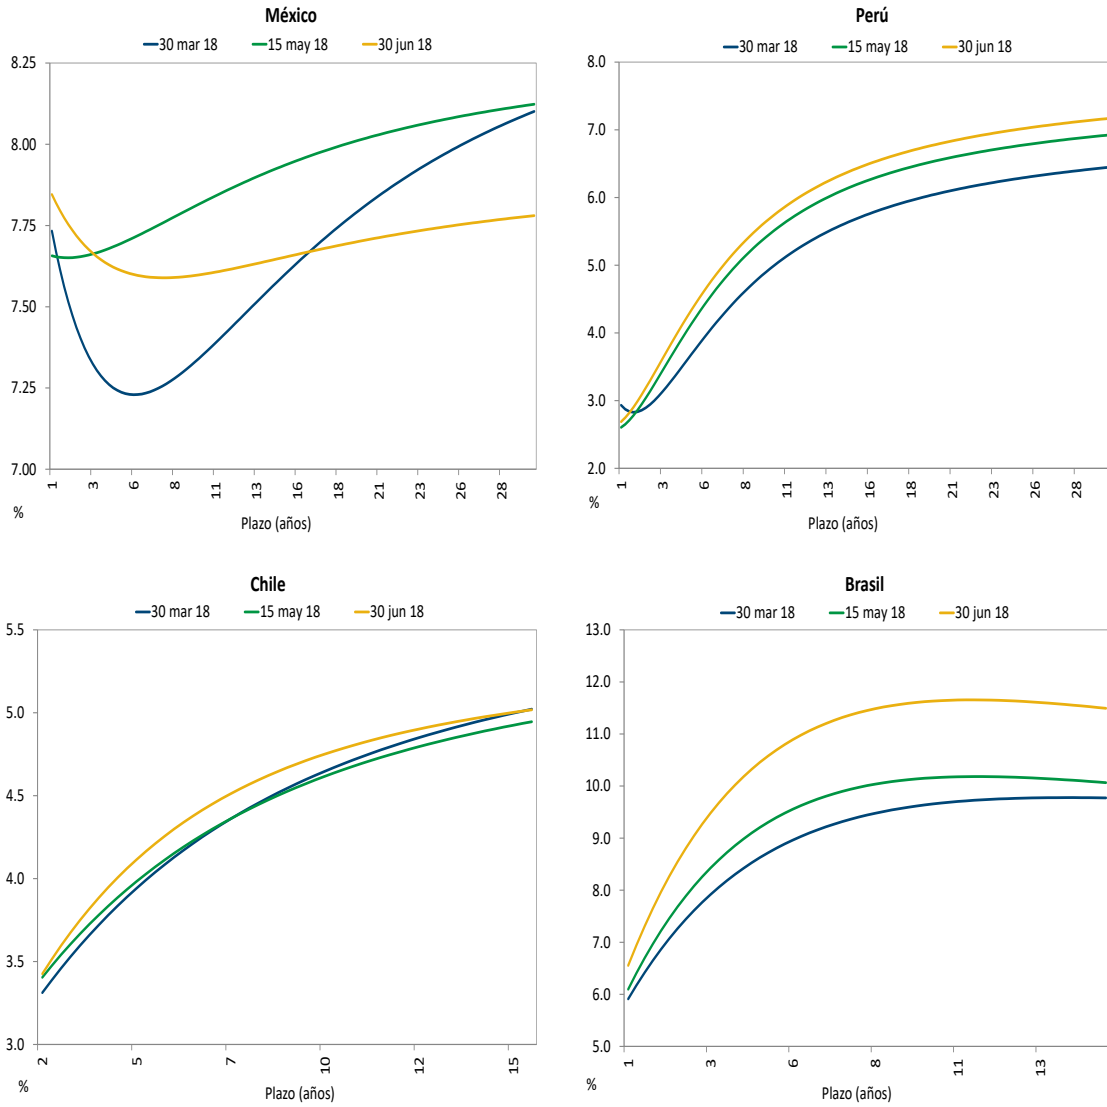 México
30 mar 18 15 may 18 30 jun 18
8.25
8.00
7.75
7.50
7.25
7.00
1 3 6 8 11 13 16 18 21 23 26 28
%
Plazo (años)
Perú
30 mar 18 15 may 18 30 jun 18
8.0
7.0
6.0
5.0
4.0
3.0
2.0
1 3 6 8 11 13 16 18 21 23 26 28
%
Plazo (años)
Chile
30 mar 18 15 may 18 30 jun 18
5.5
5.0
4.5
4.0
3.5
3.0
2 5 7 10 12 15
%
Plazo (años)
Brasil
30 mar 18 15 may 18 30 jun 18
13.0
12.0
11.0
10.0
9.0
8.0
7.0
6.0
5.0
1 3 6 8 11 13
%
Plazo (años)